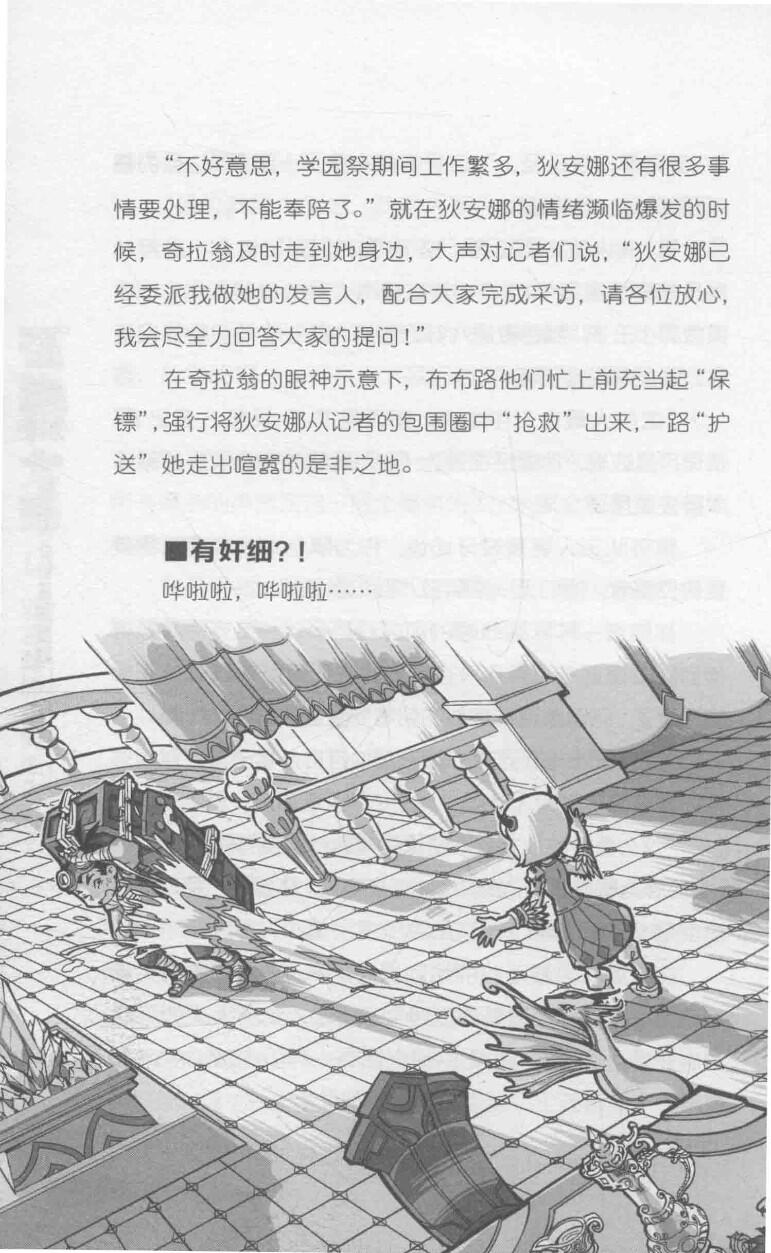 “不好意思，学园祭期间工作繁多，狄安娜还有很多事
情要处理，不能奉陪了。”就在狄安娜的情绪濒临爆发的时
候，奇拉翁及时走到她身边，大声对记者们说，“狄安娜已
经委派我做她的发言人，配合大家完成采访，请各位放心，
我会尽全力回答大家的提问！”
在奇拉翁的眼神示意下，布布路他们忙上前充当起“保
镖”，强行将狄安娜从记者的包围圈中“抢救”出来，一路“护
送”她走出喧嚣的是非之地。
■有奸细?！
哗啦啦，哗啦啦……